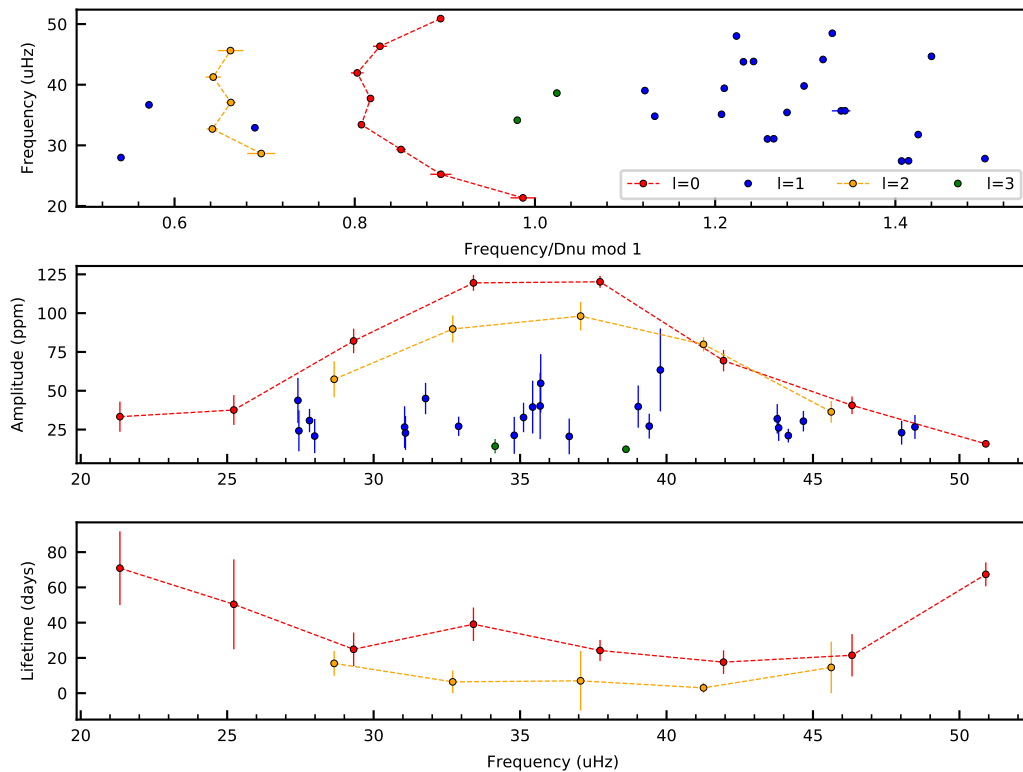 50
40
30
20
Frequency (uHz)
l=0 l=1 l=2 l=3
0.6 0.8 1.0 1.2 1.4
Frequency/Dnu mod 1
125
100
75
50
25
Amplitude (ppm)
20 25 30 35 40 45 50
80
60
40
20
0
Lifetime (days)
20 25 30 35 40 45 50
Frequency (uHz)